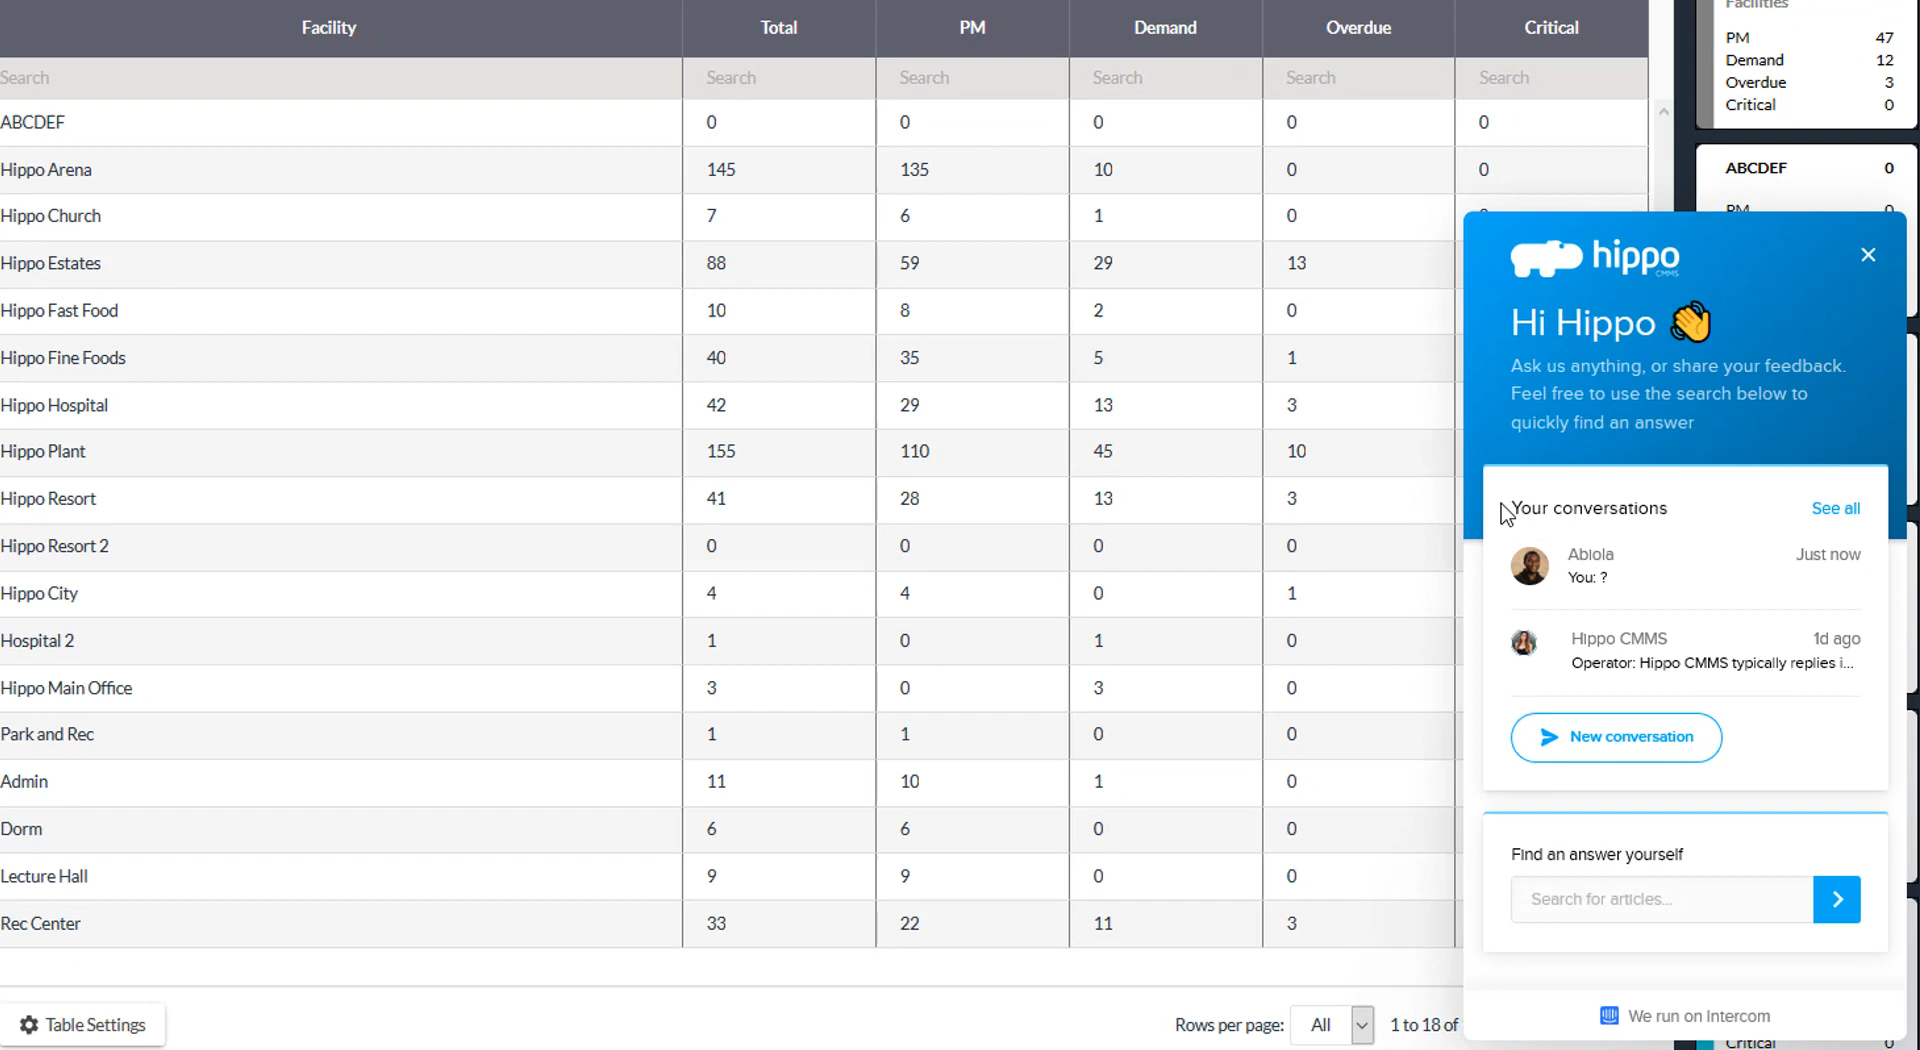 Facility Total PM Demand Overdue Critical
Search Search Search Search Search Search
ABCDEF 0 0 0 0 0
Hippo Arena 145 135 10 0 0
Hippo Church 7 6 1 0
Hippo Estates 88 59 29 13
Hippo Fast Food 10 8 2 0
Hippo Fine Foods 40 35 5 1
Hippo Hospital 42 29 13 3
Hippo Plant 155 110 45 10
Hippo Resort 41 28 13 3
Hippo Resort 2 0 0 0 0
Hippo City 4 4 0 1
Hospital 2 1 0 1 0
Hippo Main Office 3 0 3 0
Park and Rec 1 1 0 0
Admin 11 10 1 0
Dorm 6 6 0 0
Lecture Hall 9 9 0 0
Rec Center 33 22 11 3
Table Settings
Rows per page: All 1 to 18 of
Facilities
PM 47
Demand 12
Overdue 3
Critical 0
ABCDEF 0
PM 0
hippo
CMMS
Hi Hippo
Ask us anything, or share your feedback.
Feel free to use the search below to
quickly find an answer
Your conversations See all
Abiola Just now
You: ?
Hippo CMMS 1d ago
Operator: Hippo CMMS typically replies i...
New conversation
Find an answer yourself
Search for articles...
We run on Intercom
Critical 0